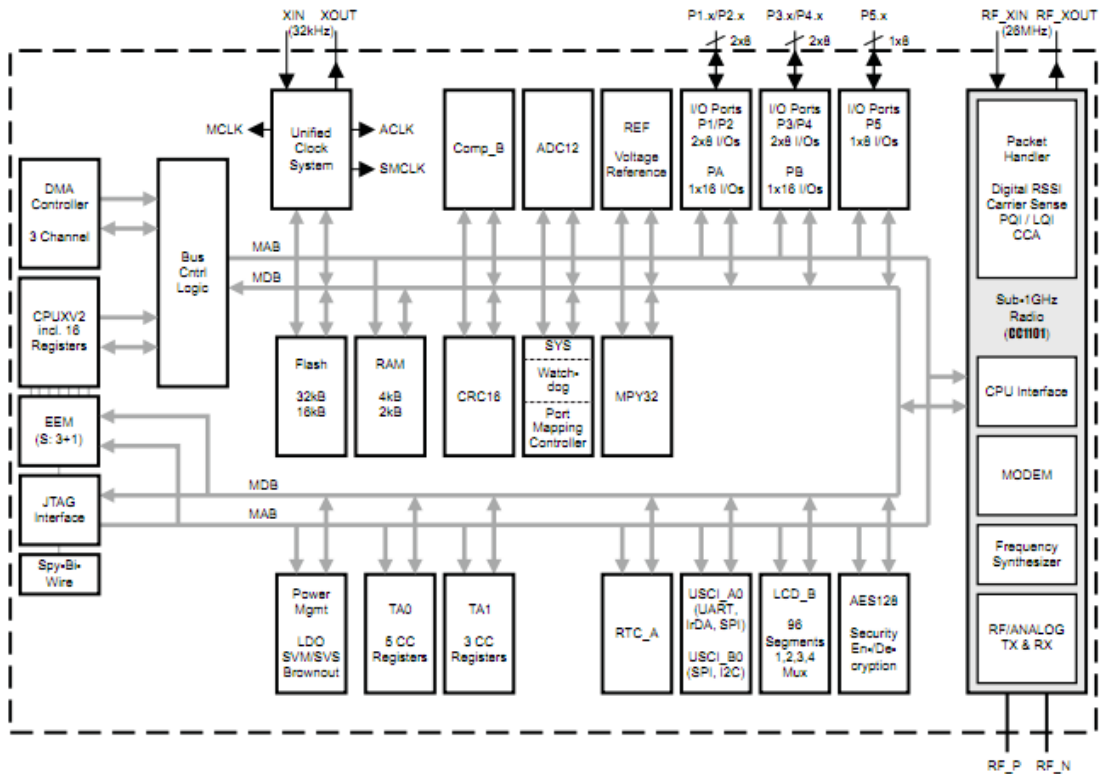 XIN XOUT
(32kHz)
P1.x/P2.x
2x8
P3.x/P4.x
2x8
P5.x
1x8
RF_XIN RF_XOUT
(26MHz)
MCLK
Unified
Clock
System
ACLK
SMCLK
Comp_B
ADC12
REF
Voltage
Reference
I/O Ports
P1/P2
2x8 I/Os
PA
1x16 I/Os
I/O Ports
P3/P4
2x8 I/Os
PB
1x16 I/Os
I/O Ports
P5
1x8 I/Os
Packet
Handler
Digital RSSI
Carrier Sense
PQI / LQI
CCA
DMA
Controller
3 Channel
Bus
Cntrl
Logic
MAB
MDB
CPUXV2
incl. 16
Registers
Sub-1GHz
Radio
(CC1101)
Flash
32kB
16kB
RAM
4kB
2kB
CRC16
SYS
Watch-
dog
Port
Mapping
Controller
MPY32
CPU Interface
EEM
(S: 3+1)
MODEM
JTAG
Interface
MDB
MAB
Spy-Bi-
Wire
Frequency
Synthesizer
Power
Mgmt
LDO
SVM/SVS
Brownout
TA0
5 CC
Registers
TA1
3 CC
Registers
RTC_A
USCI_A0
(UART,
IrDA, SPI)
USCI_B0
(SPI, I2C)
LCD_B
96
Segments
1,2,3,4
Mux
AES128
Security
En-/De-
cryption
RF/ANALOG
TX & RX
RF_P RF_N